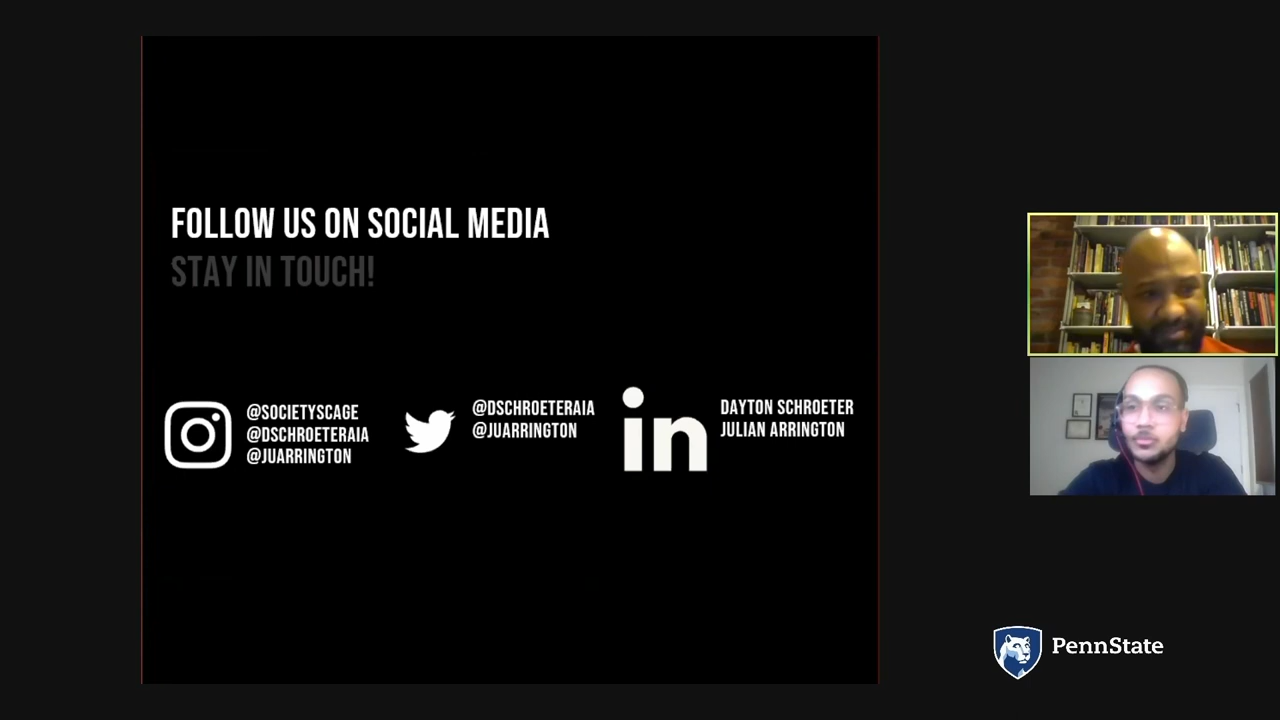 FOLLOW US ON SOCIAL MEDIA
STAY IN TOUCH!
@SOCIETYSCAGE
@DSCHROETERAIA
@JUARRINGTON
@DSCHROETERAIA
@JUARRINGTON
in
DAYTON SCHROETER
JULIAN ARRINGTON
PennState